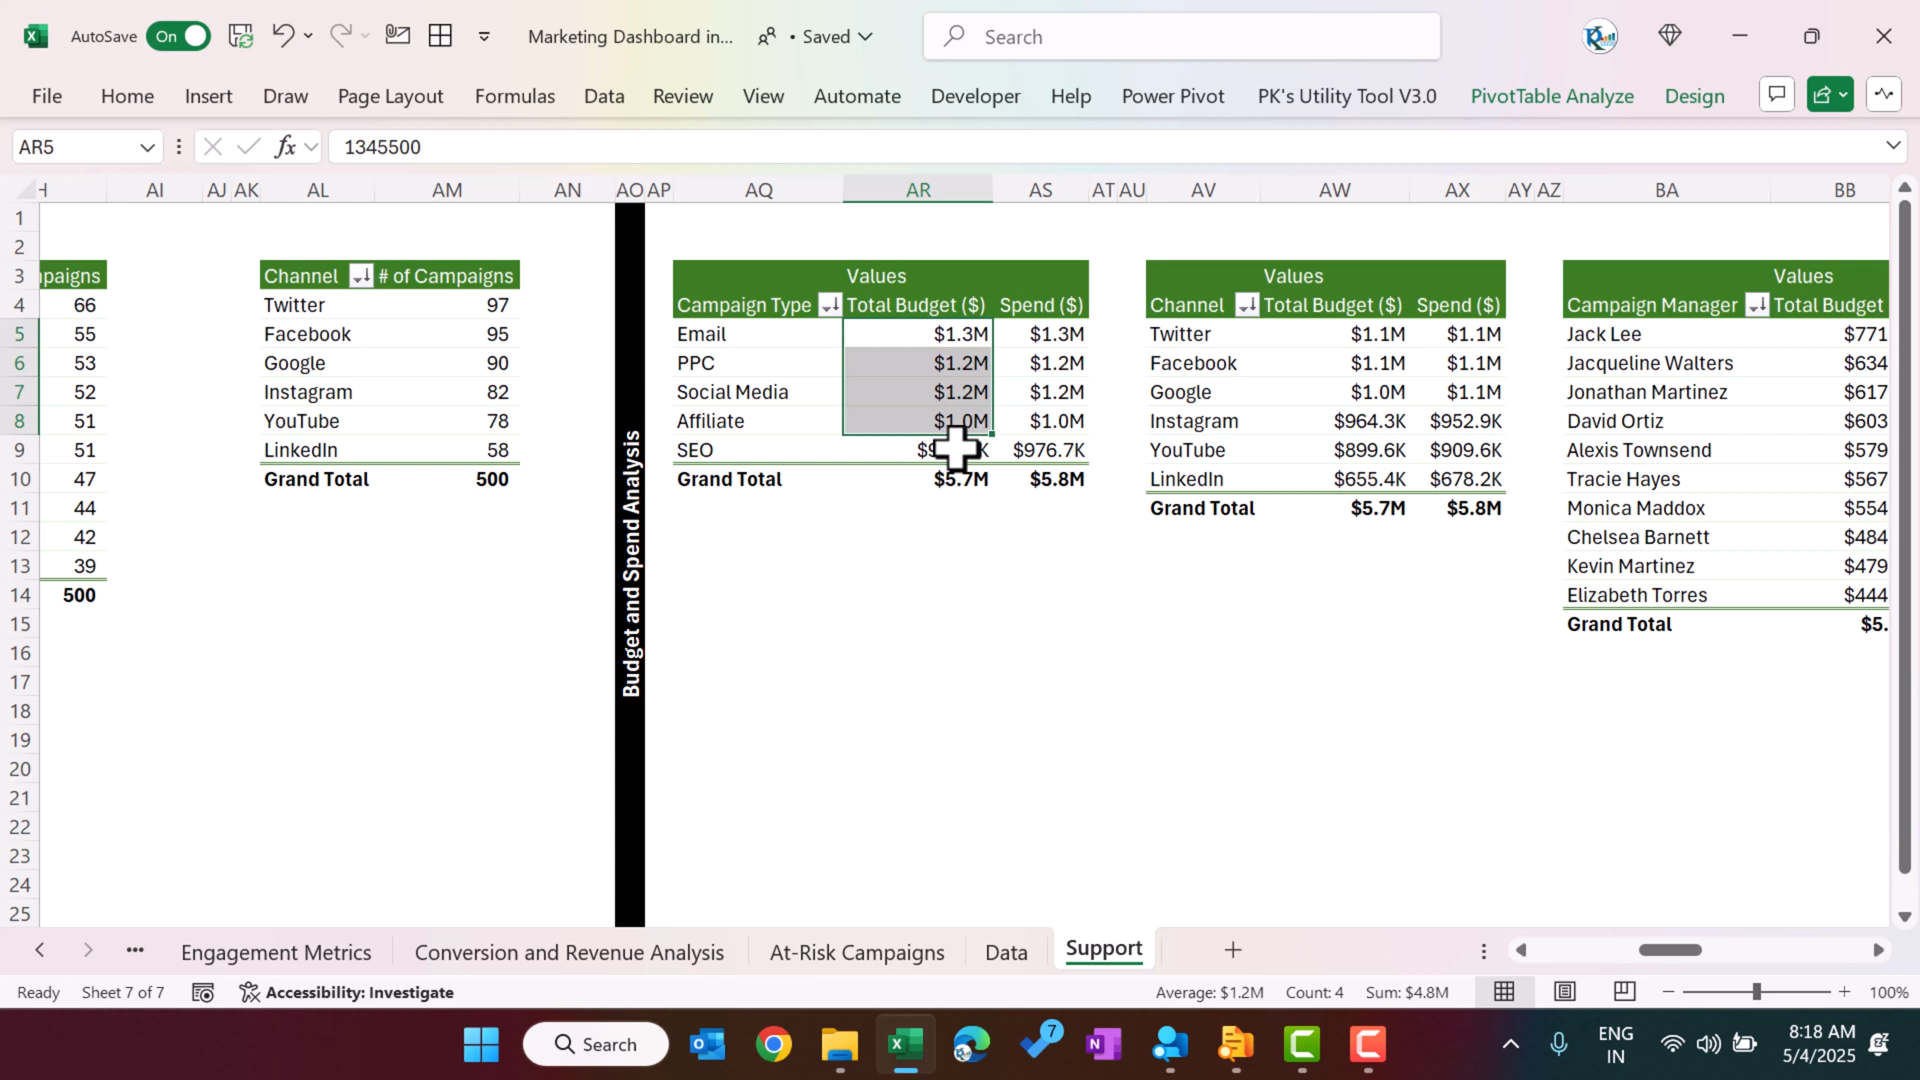 AutoSave On Marketing Dashboard in... • Saved Search
File Home Insert Draw Page Layout Formulas Data Review View Automate Developer Help Power Pivot PK's Utility Tool V3.0 PivotTable Analyze Design
AR5 fx 1345500
H AI AJ AK AL AM AN AO AP AQ AR AS AT AU AV AW AX AY AZ BA BB
1
2
3 Channel # of Campaigns Values Values Values
4 66 Twitter 97 Campaign Type Total Budget ($) Spend ($) Channel Total Budget ($) Spend ($) Campaign Manager Total Budget
5 55 Facebook 95 Email $1.3M $1.3M Twitter $1.1M $1.1M Jack Lee $771
6 53 Google 90 PPC $1.2M $1.2M Facebook $1.1M $1.1M Jacqueline Walters $634
7 52 Instagram 82 Social Media $1.2M $1.2M Google $1.0M $1.1M Jonathan Martinez $617
8 51 YouTube 78 Affiliate $1.0M $1.0M Instagram $964.3K $952.9K David Ortiz $603
9 51 LinkedIn 58 SEO $976.7K YouTube $899.6K $909.6K Alexis Townsend $579
10 47 Grand Total 500 Grand Total $5.7M $5.8M LinkedIn $655.4K $678.2K Tracie Hayes $567
11 44 Grand Total $5.7M $5.8M Monica Maddox $554
12 42 Chelsea Barnett $484
13 39 Kevin Martinez $479
14 500 Elizabeth Torres $444
15 Grand Total $5.
16
17
18
19
20
21
22
23
24
25
Budget and Spend Analysis
Engagement Metrics Conversion and Revenue Analysis At-Risk Campaigns Data Support
Ready Sheet 7 of 7 Accessibility: Investigate Average: $1.2M Count: 4 Sum: $4.8M 100%
Search 7 ENG 8:18 AM
IN 5/4/2025